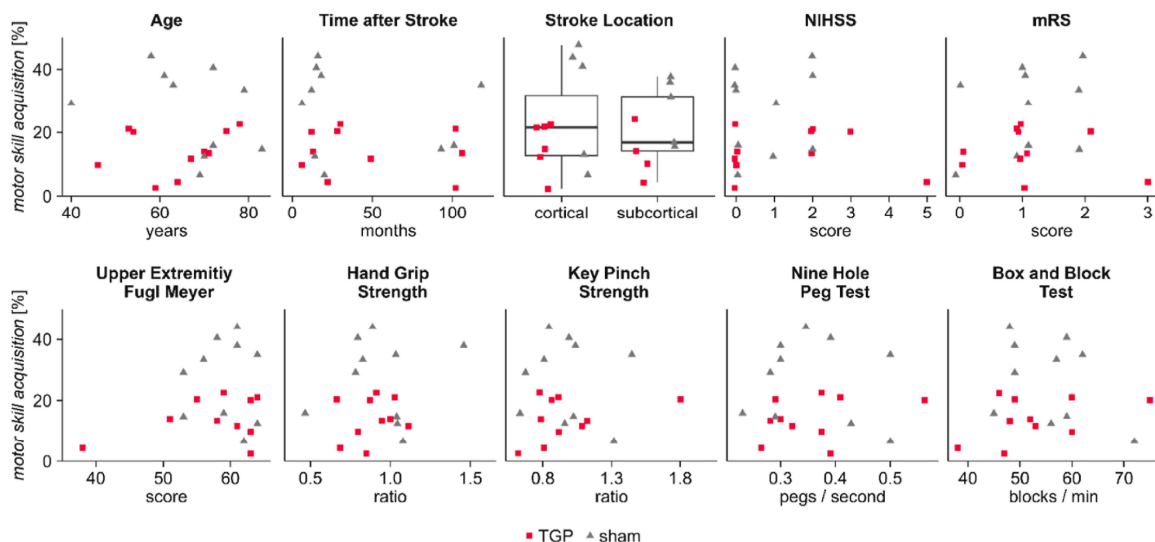 Age
Time after Stroke
Stroke Location
NIHSS
mRS
motor skill acquisition [%]
40
20
0
40
60
80
years
0
50
100
months
cortical
subcortical
0
1
2
3
4
5
score
0
1
2
3
score
Upper Extremitiy
Fugl Meyer
Hand Grip
Strength
Key Pinch
Strength
Nine Hole
Peg Test
Box and Block
Test
motor skill acquisition [%]
40
20
0
40
50
60
score
0.5
1.0
1.5
ratio
0.8
1.3
1.8
ratio
0.3
0.4
0.5
pegs / second
40
50
60
70
blocks / min
TGP
sham